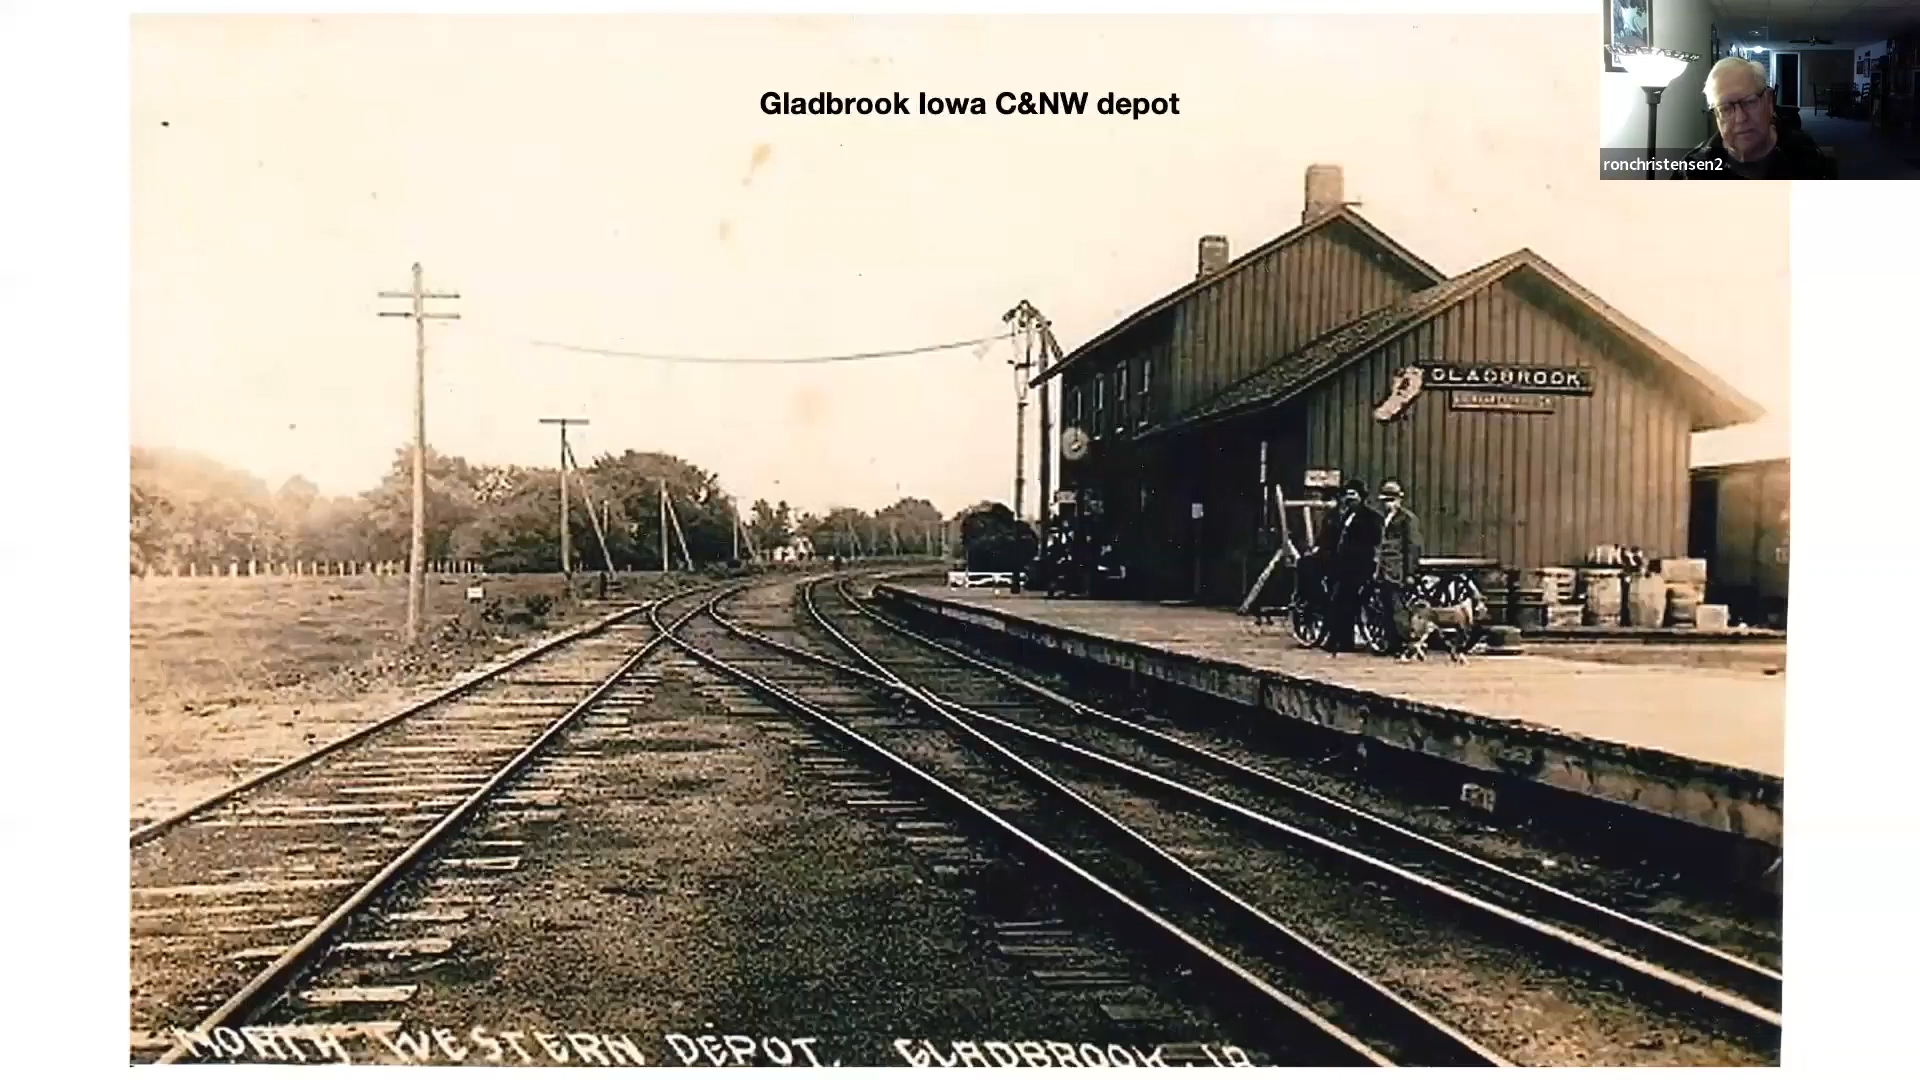 Gladbrook Iowa C&NW depot
ronchristensen2
GLADBROOK
NORTH WESTERN DEPOT, GLADBROOK, IA.